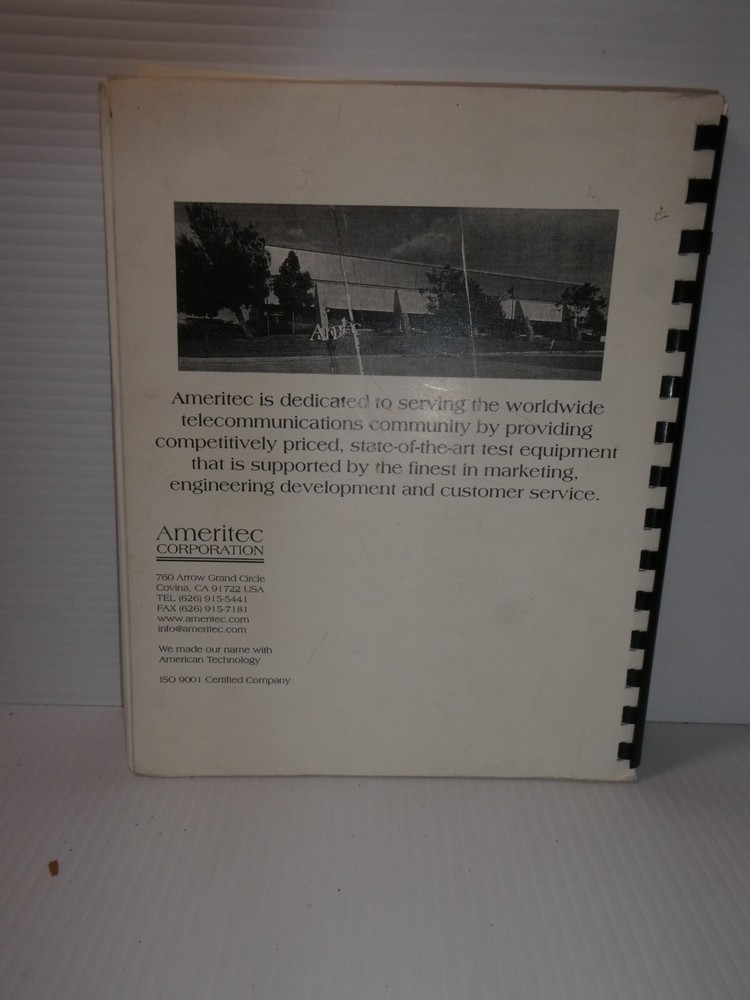 Ameritec
Ameritec is dedicated to serving the worldwide
telecommunications community by providing
competitively priced, state-of-the-art test equipment
that is supported by the finest in marketing,
engineering development and customer service.
Ameritec
CORPORATION
760 Arrow Grand Circle
Covina, CA 91722 USA
TEL (626) 915-5441
FAX (626) 915-7181
www.ameritec.com
info@ameritec.com
We made our name with
American Technology
ISO 9001 Certified Company